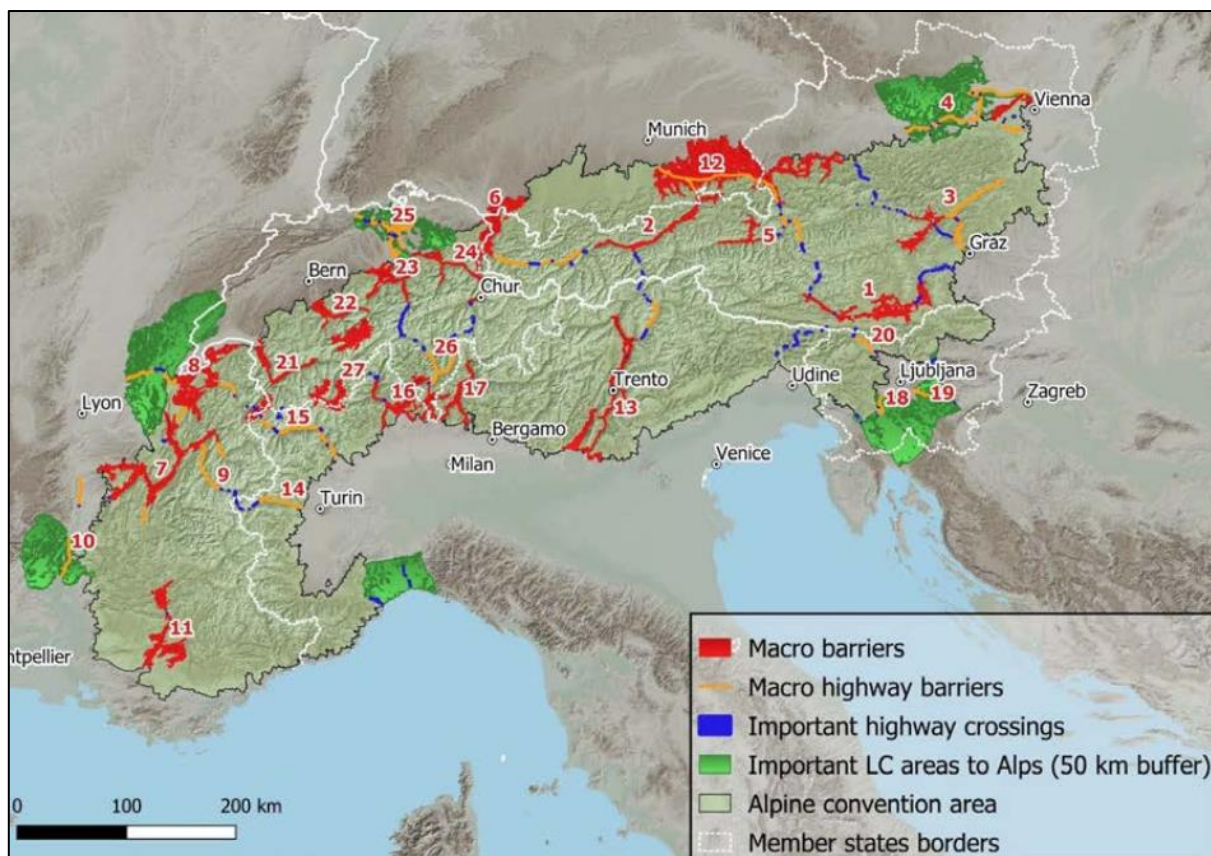 4
Vienna
Munich
12
6
3
25
2
5
Graz
24
23
Bern
Chur
1
22
20
26
8
21
27
Ljubljana
16
17
Trento
Udine
Zagreb
Lyon
18
19
15
13
Bergamo
7
9
Milan
Venice
14
Turin
10
11
ntpellier
Macro barriers
Macro highway barriers
Important highway crossings
Important LC areas to Alps (50 km buffer)
0 100 200 km
Alpine convention area
Member states borders